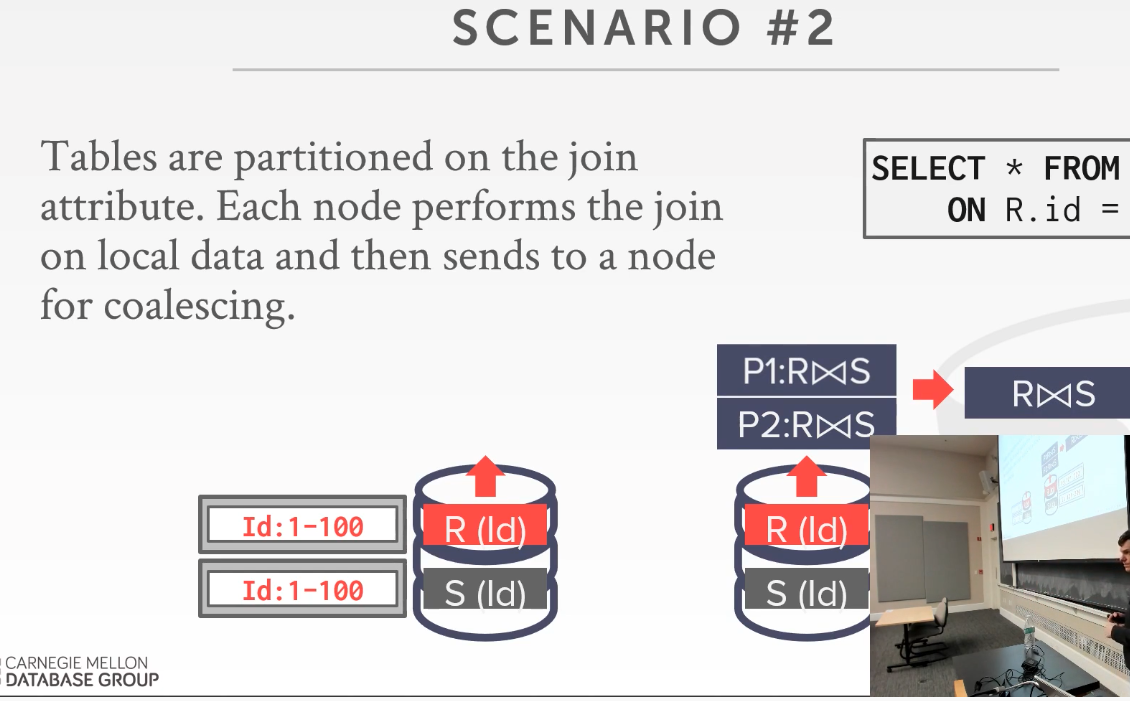 SCENARIO #2
Tables are partitioned on the join
attribute. Each node performs the join
on local data and then sends to a node
for coalescing.
SELECT * FROM
ON R.id =
P1:R⋈S
P2:R⋈S
R⋈S
Id:1-100
R (Id)
R (Id)
Id:1-100
S (Id)
S (Id)
CARNEGIE MELLON
DATABASE GROUP